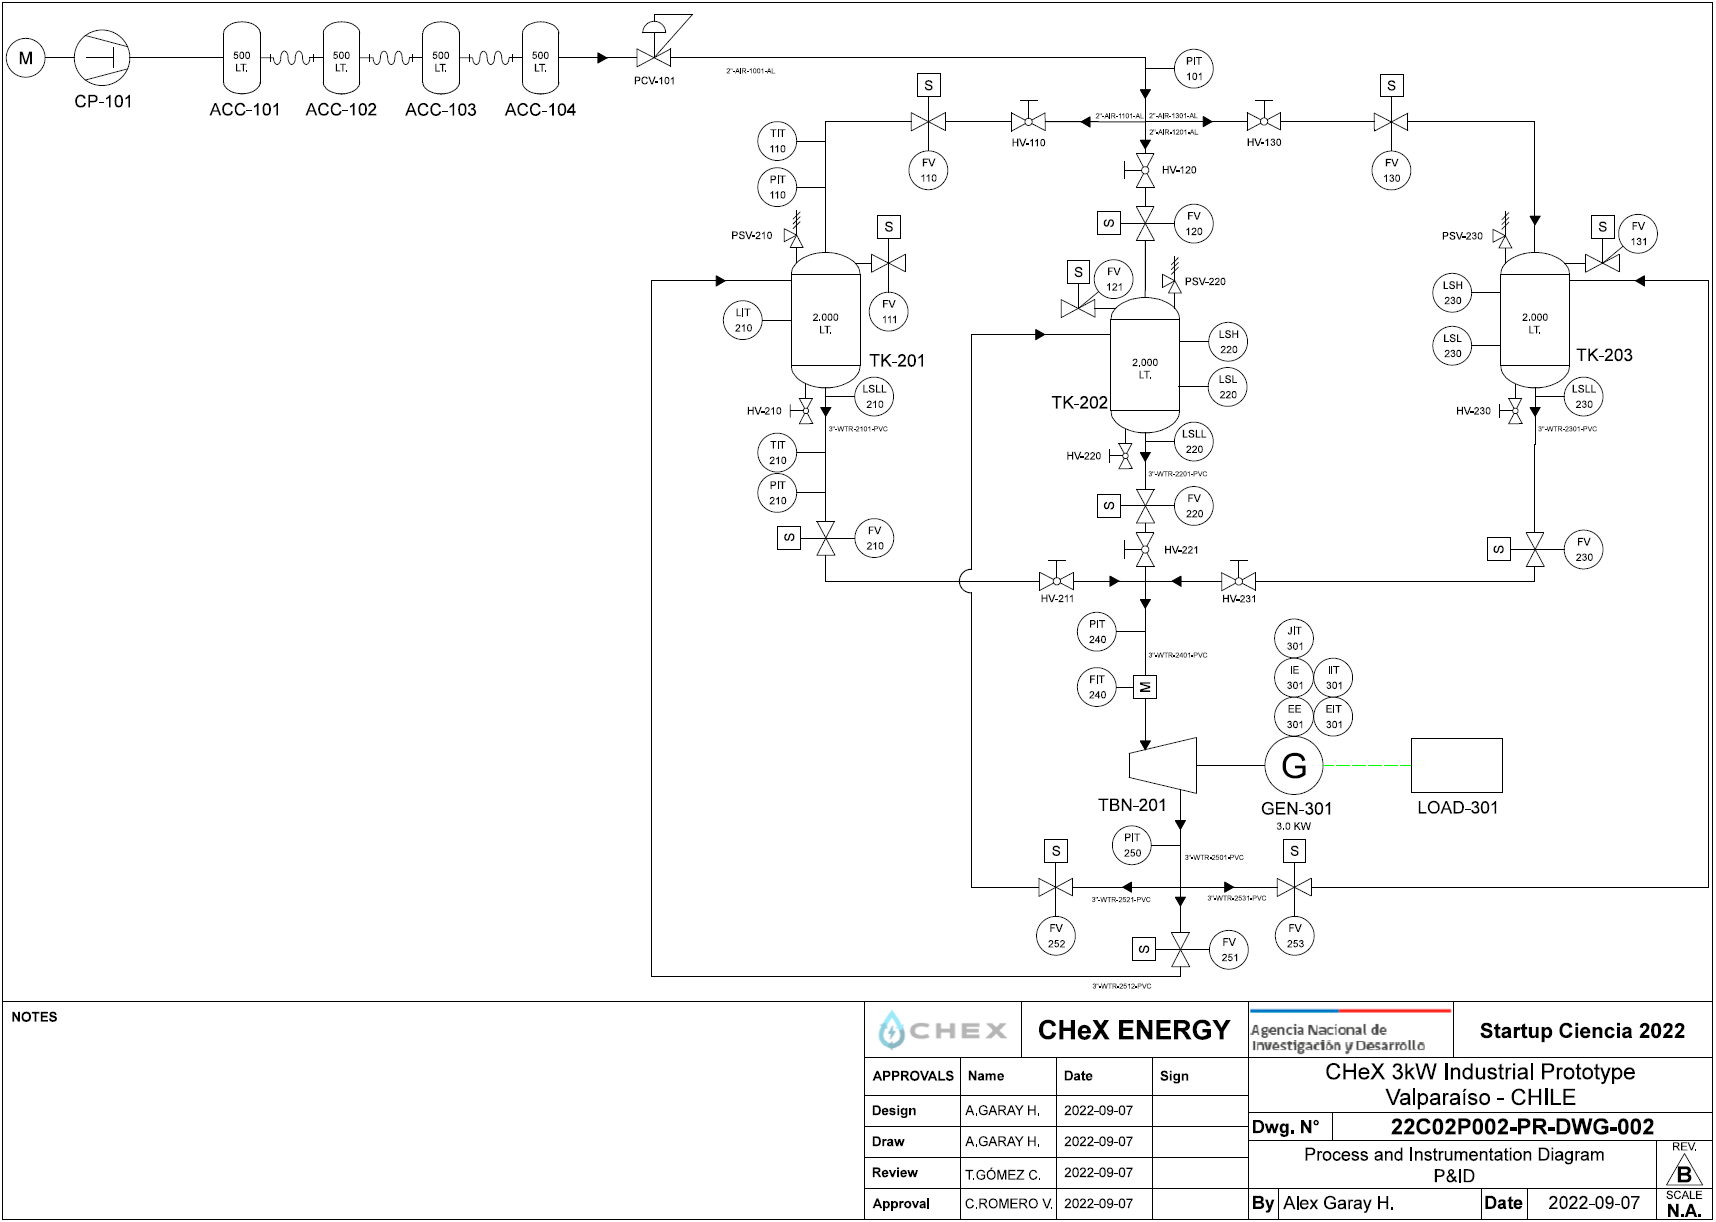 M
CP-101
500
LT.
ACC-101
500
LT.
ACC-102
500
LT.
ACC-103
500
LT.
ACC-104
PCV-101
2"-AIR-1001-AL
PIT
101
S
HV-110
FV
110
2"-AIR-1101-AL
2"-AIR-1301-AL
2"-AIR-1201-AL
HV-130
S
FV
130
TIT
110
PIT
110
HV-120
S
FV
120
PSV-210
S
FV
111
LIT
210
2.000
LT.
TK-201
HV-210
LSLL
210
3"-WTR-2101-PVC
TIT
210
PIT
210
S
FV
210
S
FV
121
PSV-220
2,000
LT.
LSH
220
LSL
220
TK-202
HV-220
LSLL
220
3"-WTR-2201-PVC
S
FV
220
HV-221
PSV-230
S
FV
131
LSH
230
LSL
230
2.000
LT.
TK-203
HV-230
LSLL
230
3"-WTR-2301-PVC
S
FV
230
HV-211
HV-231
PIT
240
3"-WTR-2401-PVC
FIT
240
M
JIT
301
IE
301
IIT
301
EE
301
EIT
301
TBN-201
G
GEN-301
3.0 KW
LOAD-301
PIT
250
3"-WTR-2501-PVC
S
FV
252
3"-WTR-2521-PVC
3"-WTR-2531-PVC
S
FV
253
S
FV
251
3"-WTR-2512-PVC
NOTES
CHEX
CHeX ENERGY
Agencia Nacional de
Investigación y Desarrollo
Startup Ciencia 2022
APPROVALS Name Date Sign
Design A.GARAY H. 2022-09-07
Draw A.GARAY H. 2022-09-07
Review T.GÓMEZ C. 2022-09-07
Approval C.ROMERO V. 2022-09-07
CHeX 3kW Industrial Prototype
Valparaíso - CHILE
Dwg. N° 22C02P002-PR-DWG-002
Process and Instrumentation Diagram
P&ID
REV.
B
By Alex Garay H. Date 2022-09-07
SCALE
N.A.